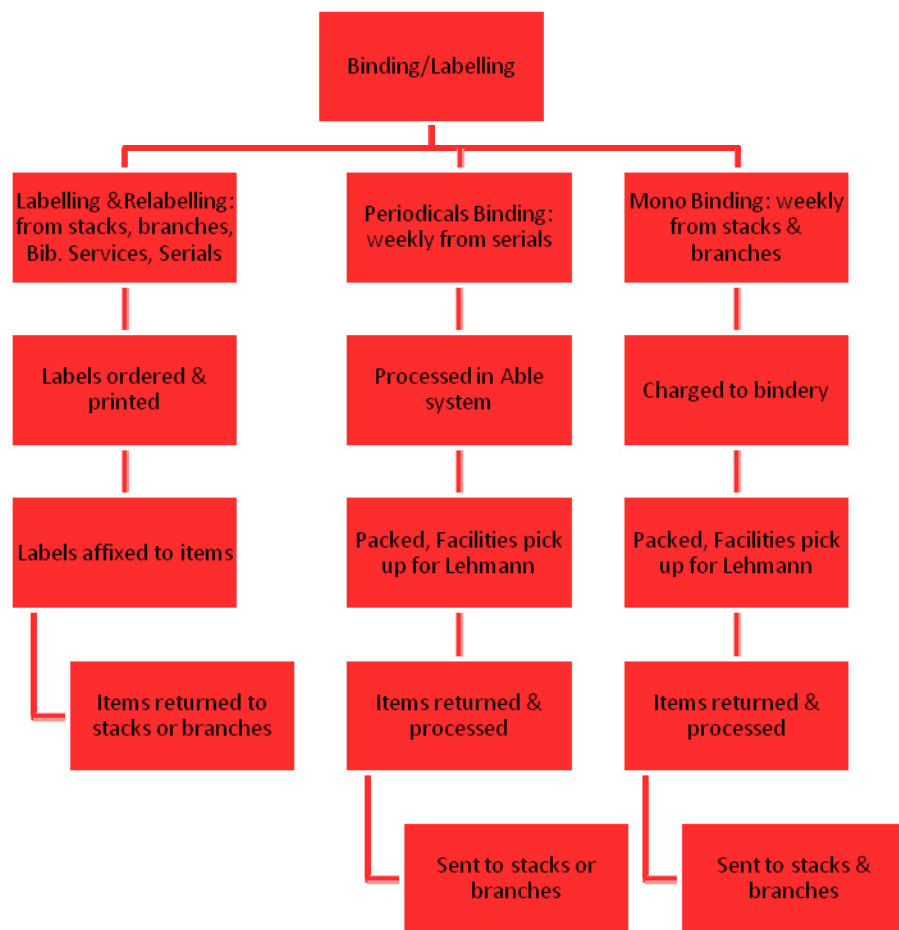 Binding/Labelling
Labelling &Relabelling:
from stacks, branches,
Bib. Services, Serials
Periodicals Binding:
weekly from serials
Mono Binding: weekly
from stacks &
branches
Labels ordered &
printed
Processed in Able
system
Charged to bindery
Labels affixed to items
Packed, Facilities pick
up for Lehmann
Packed, Facilities pick
up for Lehmann
Items returned to
stacks or branches
Items returned &
processed
Items returned &
processed
Sent to stacks or
branches
Sent to stacks &
branches